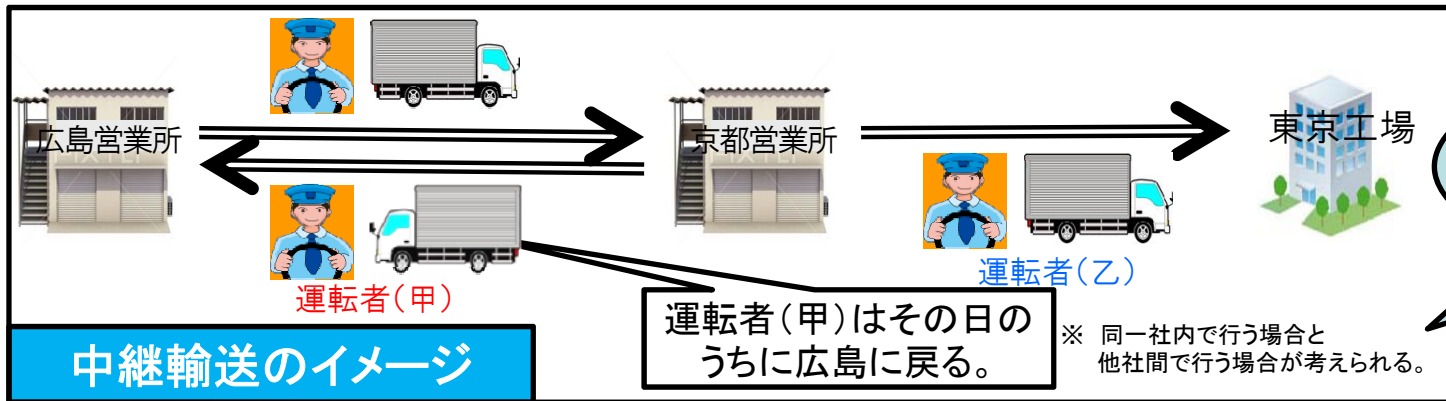 広島営業所
京都営業所
東京工場
運転者(甲)
運転者(乙)
運転者(甲)はその日の
うちに広島に戻る。
※ 同一社内で行う場合と
他社間で行う場合が考えられる。
中継輸送のイメージ